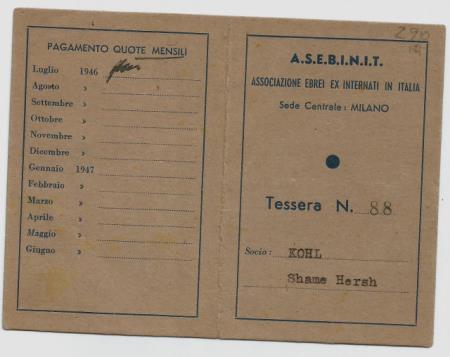 PAGAMENTO QUOTE MENSILI
Luglio 1946
Agosto »
Settembre »
Ottobre »
Novembre »
Dicembre »
Gennaio 1947
Febbraio »
Marzo »
Aprile »
Maggio »
Giugno »
A.S.E.B.I.N.I.T.
ASSOCIAZIONE EBREI EX INTERNATI IN ITALIA
Sede Centrale: MILANO
Tessera N. 88
Socio: KOHL
Shame Hersh